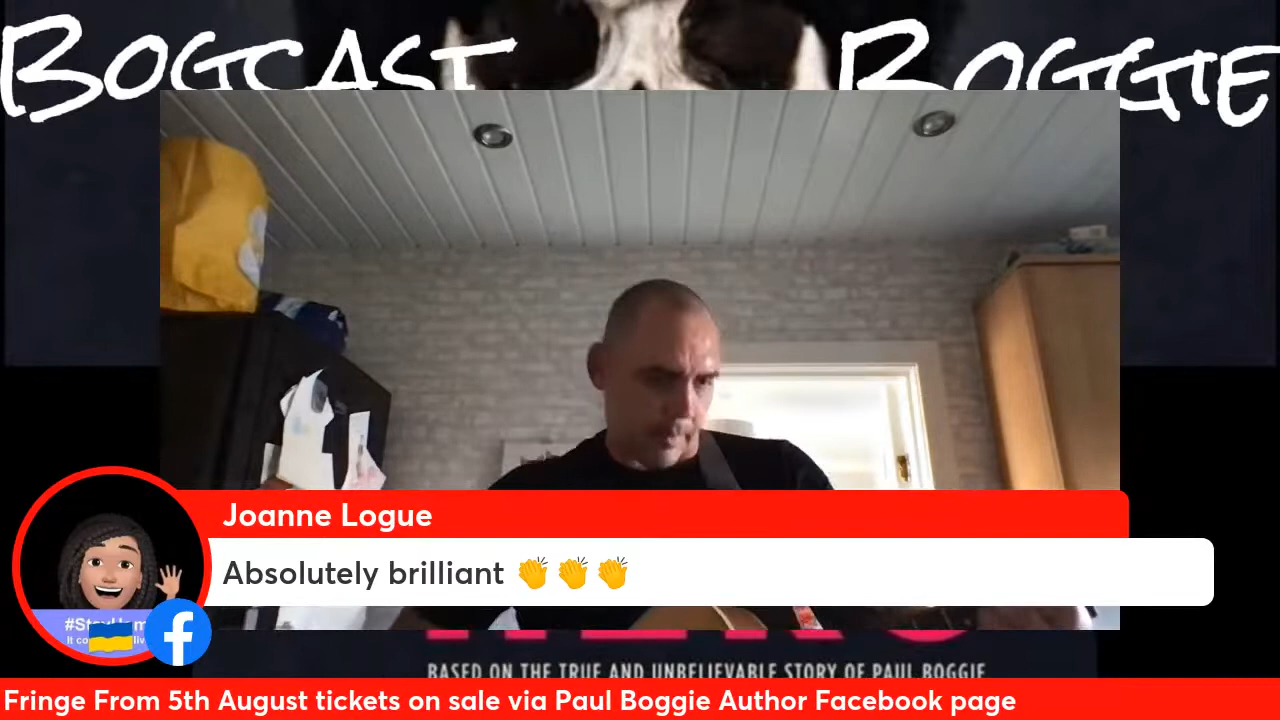 BOGCAST
BOGGIE
Joanne Logue
Absolutely brilliant 👏👏👏
BASED ON THE TRUE AND UNBELIEVABLE STORY OF PAUL BOGGIE
Fringe From 5th August tickets on sale via Paul Boggie Author Facebook page